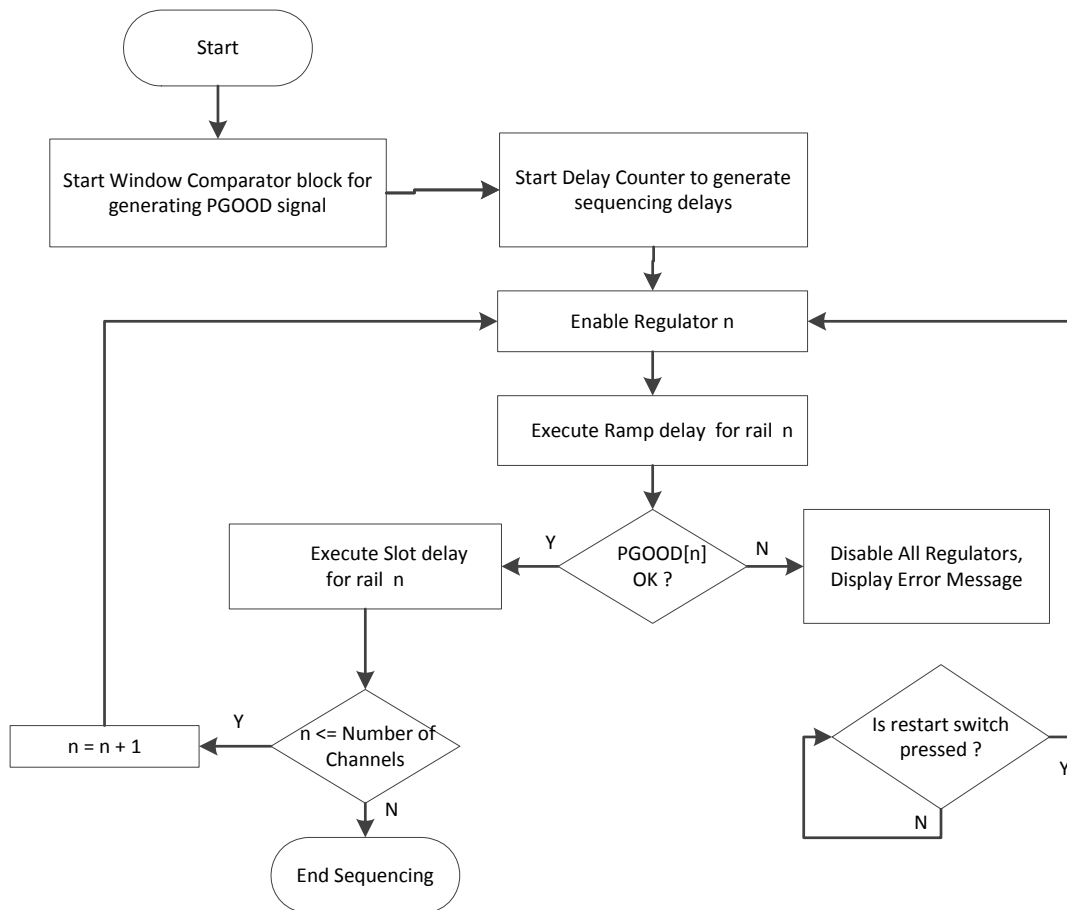 Start
Start Window Comparator block for
generating PGOOD signal
Start Delay Counter to generate
sequencing delays
Enable Regulator n
Execute Ramp delay for rail n
PGOOD[n]
OK ?
Y
N
Execute Slot delay
for rail n
Disable All Regulators,
Display Error Message
n <= Number of
Channels
Y
N
n = n + 1
Is restart switch
pressed ?
Y
N
End Sequencing